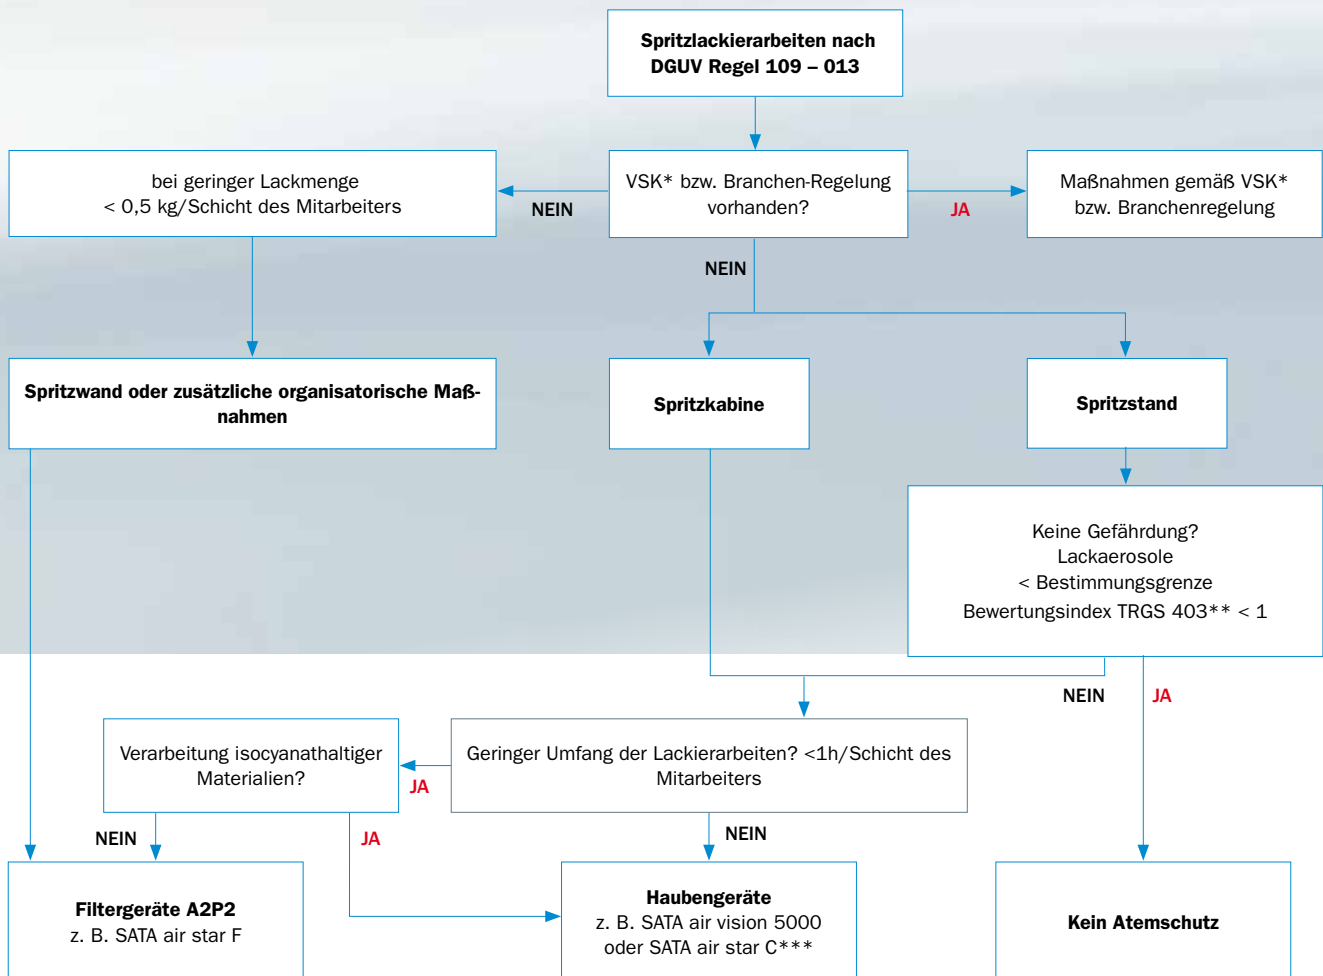 Spritzlackierarbeiten nach
DGUV Regel 109 – 013
bei geringer Lackmenge
< 0,5 kg/Schicht des Mitarbeiters
NEIN
VSK* bzw. Branchen-Regelung
vorhanden?
JA
Maßnahmen gemäß VSK*
bzw. Branchenregelung
NEIN
Spritzwand oder zusätzliche organisatorische Maß-
nahmen
Spritzkabine
Spritzstand
Keine Gefährdung?
Lackaerosole
< Bestimmungsgrenze
Bewertungsindex TRGS 403** < 1
NEIN
JA
Verarbeitung isocyanathaltiger
Materialien?
JA
Geringer Umfang der Lackierarbeiten? <1h/Schicht des
Mitarbeiters
NEIN
JA
NEIN
Filtergeräte A2P2
z. B. SATA air star F
Haubengeräte
z. B. SATA air vision 5000
oder SATA air star C***
Kein Atemschutz